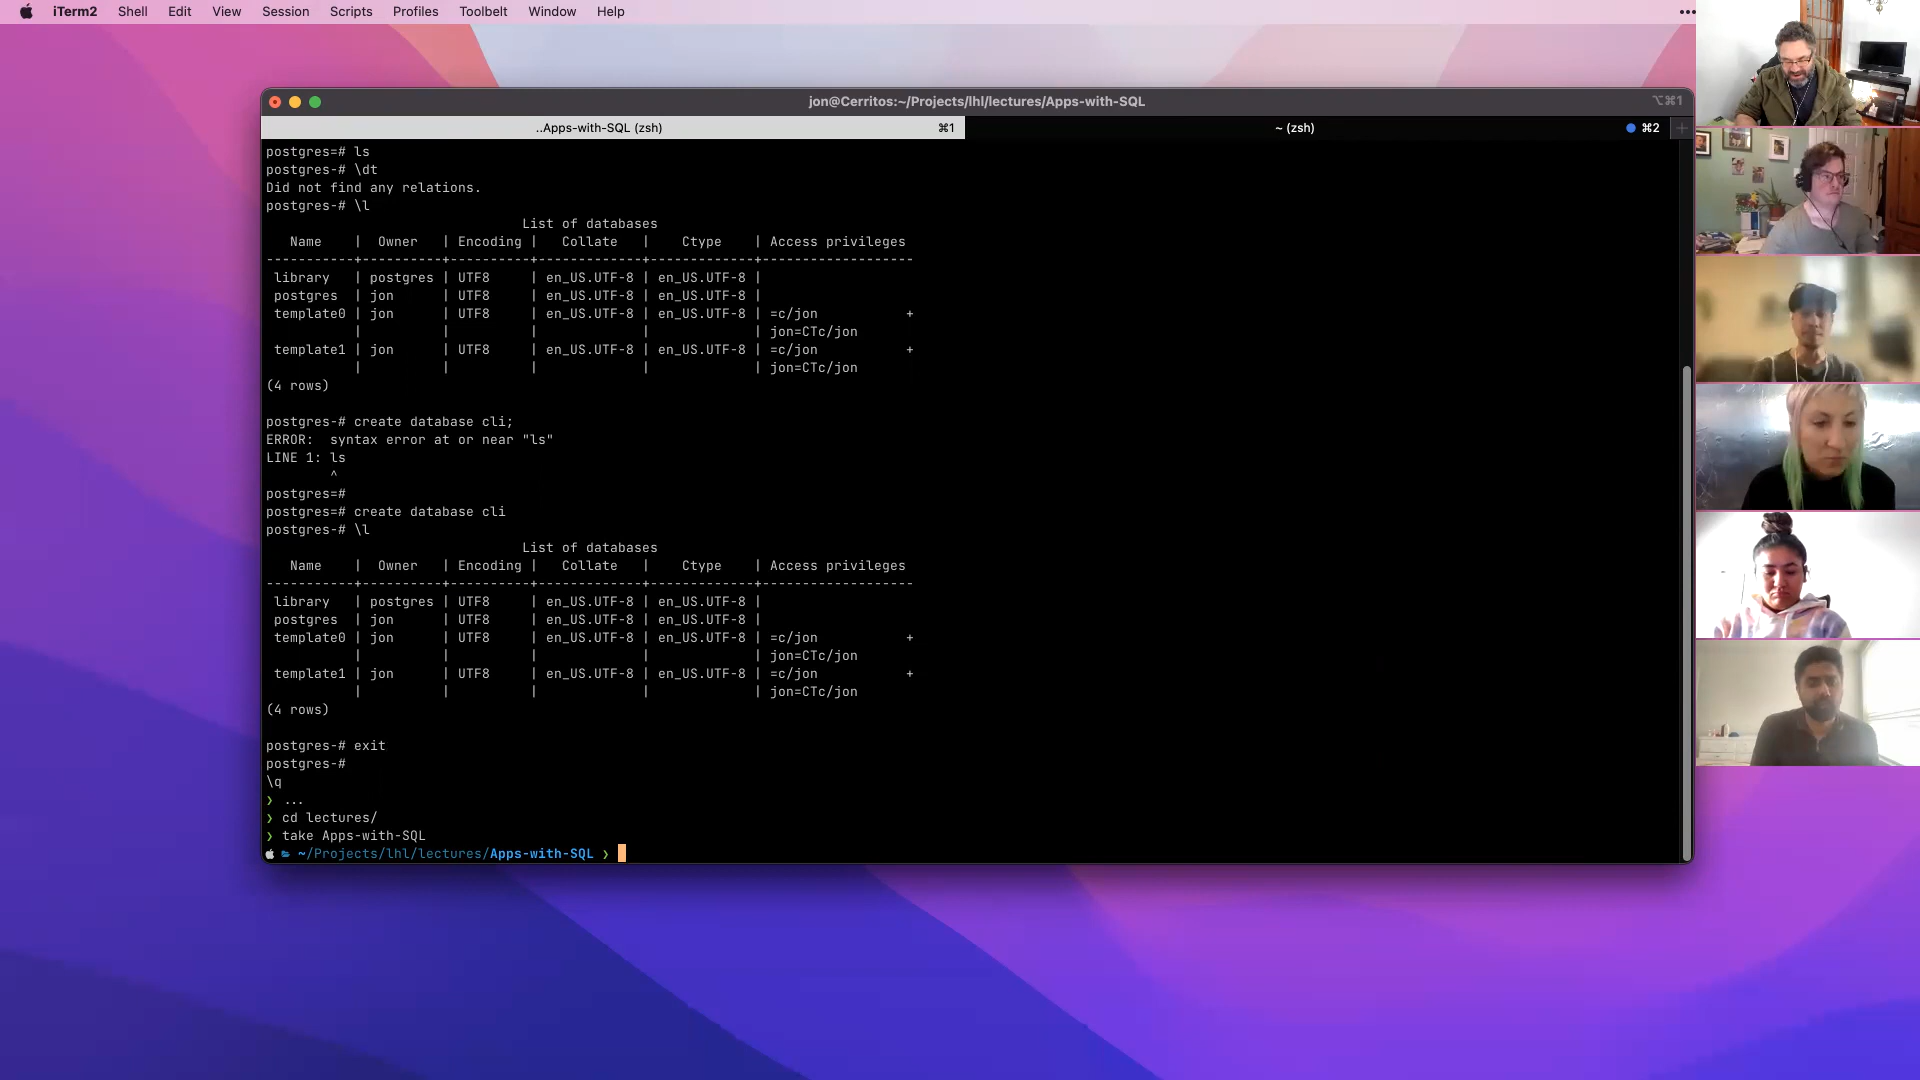 iTerm2 Shell Edit View Session Scripts Profiles Toolbelt Window Help
jon@Cerritos:~/Projects/lhl/lectures/Apps-with-SQL ⌥⌘1
..Apps-with-SQL (zsh) ⌘1 ~ (zsh) ⌘2
postgres=# ls
postgres-# \dt
Did not find any relations.
postgres-# \l
List of databases
Name | Owner | Encoding | Collate | Ctype | Access privileges
-----------+----------+----------+-------------+-------------+-------------------
library | postgres | UTF8 | en_US.UTF-8 | en_US.UTF-8 |
postgres | jon | UTF8 | en_US.UTF-8 | en_US.UTF-8 |
template0 | jon | UTF8 | en_US.UTF-8 | en_US.UTF-8 | =c/jon +
| | | | | jon=CTc/jon
template1 | jon | UTF8 | en_US.UTF-8 | en_US.UTF-8 | =c/jon +
| | | | | jon=CTc/jon
(4 rows)
postgres-# create database cli;
ERROR: syntax error at or near "ls"
LINE 1: ls
^
postgres=#
postgres=# create database cli
postgres-# \l
List of databases
Name | Owner | Encoding | Collate | Ctype | Access privileges
-----------+----------+----------+-------------+-------------+-------------------
library | postgres | UTF8 | en_US.UTF-8 | en_US.UTF-8 |
postgres | jon | UTF8 | en_US.UTF-8 | en_US.UTF-8 |
template0 | jon | UTF8 | en_US.UTF-8 | en_US.UTF-8 | =c/jon +
| | | | | jon=CTc/jon
template1 | jon | UTF8 | en_US.UTF-8 | en_US.UTF-8 | =c/jon +
| | | | | jon=CTc/jon
(4 rows)
postgres-# exit
postgres-#
\q
❯ ...
❯ cd lectures/
❯ take Apps-with-SQL
~/Projects/lhl/lectures/Apps-with-SQL ❯